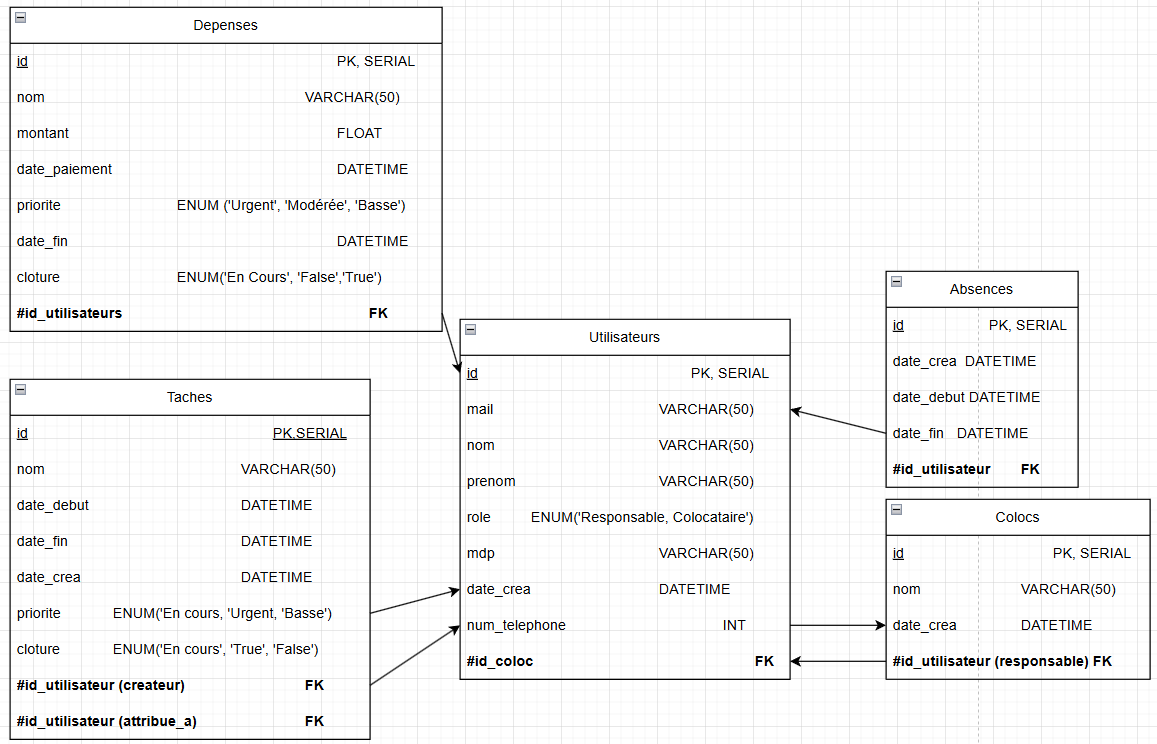 Depenses
id PK, SERIAL
nom VARCHAR(50)
montant FLOAT
date_paiement DATETIME
priorite ENUM ('Urgent', 'Modérée', 'Basse')
date_fin DATETIME
cloture ENUM('En Cours', 'False','True')
#id_utilisateurs FK
Taches
id PK,SERIAL
nom VARCHAR(50)
date_debut DATETIME
date_fin DATETIME
date_crea DATETIME
priorite ENUM('En cours, 'Urgent, 'Basse')
cloture ENUM('En cours', 'True', 'False')
#id_utilisateur (createur) FK
#id_utilisateur (attribue_a) FK
Utilisateurs
id PK, SERIAL
mail VARCHAR(50)
nom VARCHAR(50)
prenom VARCHAR(50)
role ENUM('Responsable, Colocataire')
mdp VARCHAR(50)
date_crea DATETIME
num_telephone INT
#id_coloc FK
Absences
id PK, SERIAL
date_crea DATETIME
date_debut DATETIME
date_fin DATETIME
#id_utilisateur FK
Colocs
id PK, SERIAL
nom VARCHAR(50)
date_crea DATETIME
#id_utilisateur (responsable) FK